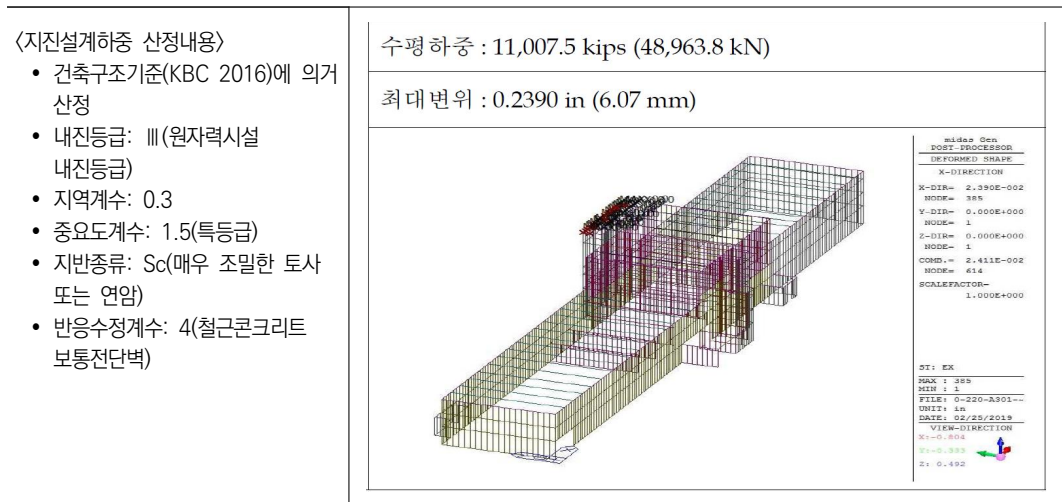 〈지진설계하중 산정내용〉
• 건축구조기준(KBC 2016)에 의거
산정
• 내진등급: Ⅲ(원자력시설
내진등급)
• 지역계수: 0.3
• 중요도계수: 1.5(특등급)
• 지반종류: Sc(매우 조밀한 토사
또는 연암)
• 반응수정계수: 4(철근콘크리트
보통전단벽)
수평하중 : 11,007.5 kips (48,963.8 kN)
최대변위 : 0.2390 in (6.07 mm)
midas Gen
POST-PROCESSOR
DEFORMED SHAPE
X-DIRECTION
X-DIR= 2.390E-002
NODE= 385
Y-DIR= 0.000E+000
NODE= 1
Z-DIR= 0.000E+000
NODE= 1
COMB.= 2.411E-002
NODE= 614
SCALEFACTOR=
1.000E+000
ST: EX
MAX : 385
MIN : 1
FILE: 0-220-A301--
UNIT: in
DATE: 02/25/2019
VIEW-DIRECTION
X:-0.804
Z: 0.492